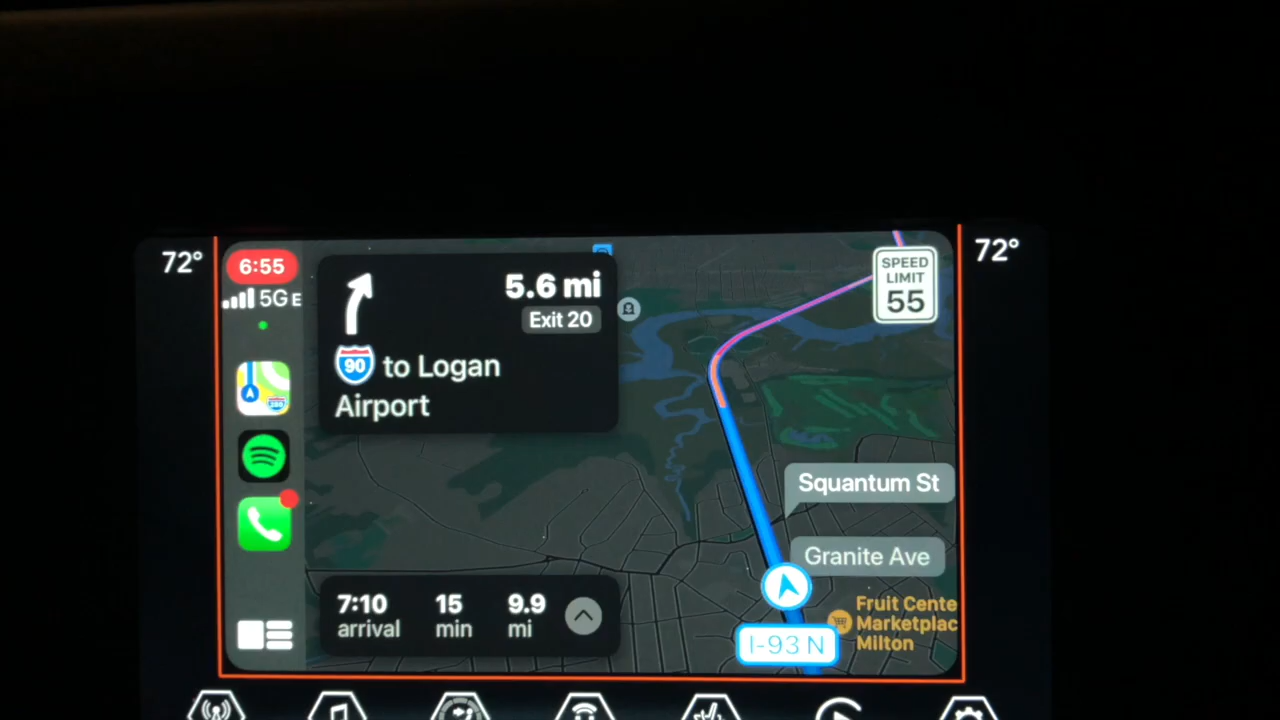 72°
6:55
5G E
5.6 mi
Exit 20
90 to Logan
Airport
SPEED
LIMIT
55
72°
Squantum St
Granite Ave
Fruit Cente
Marketplac
Milton
I-93 N
7:10 15 9.9
arrival min mi